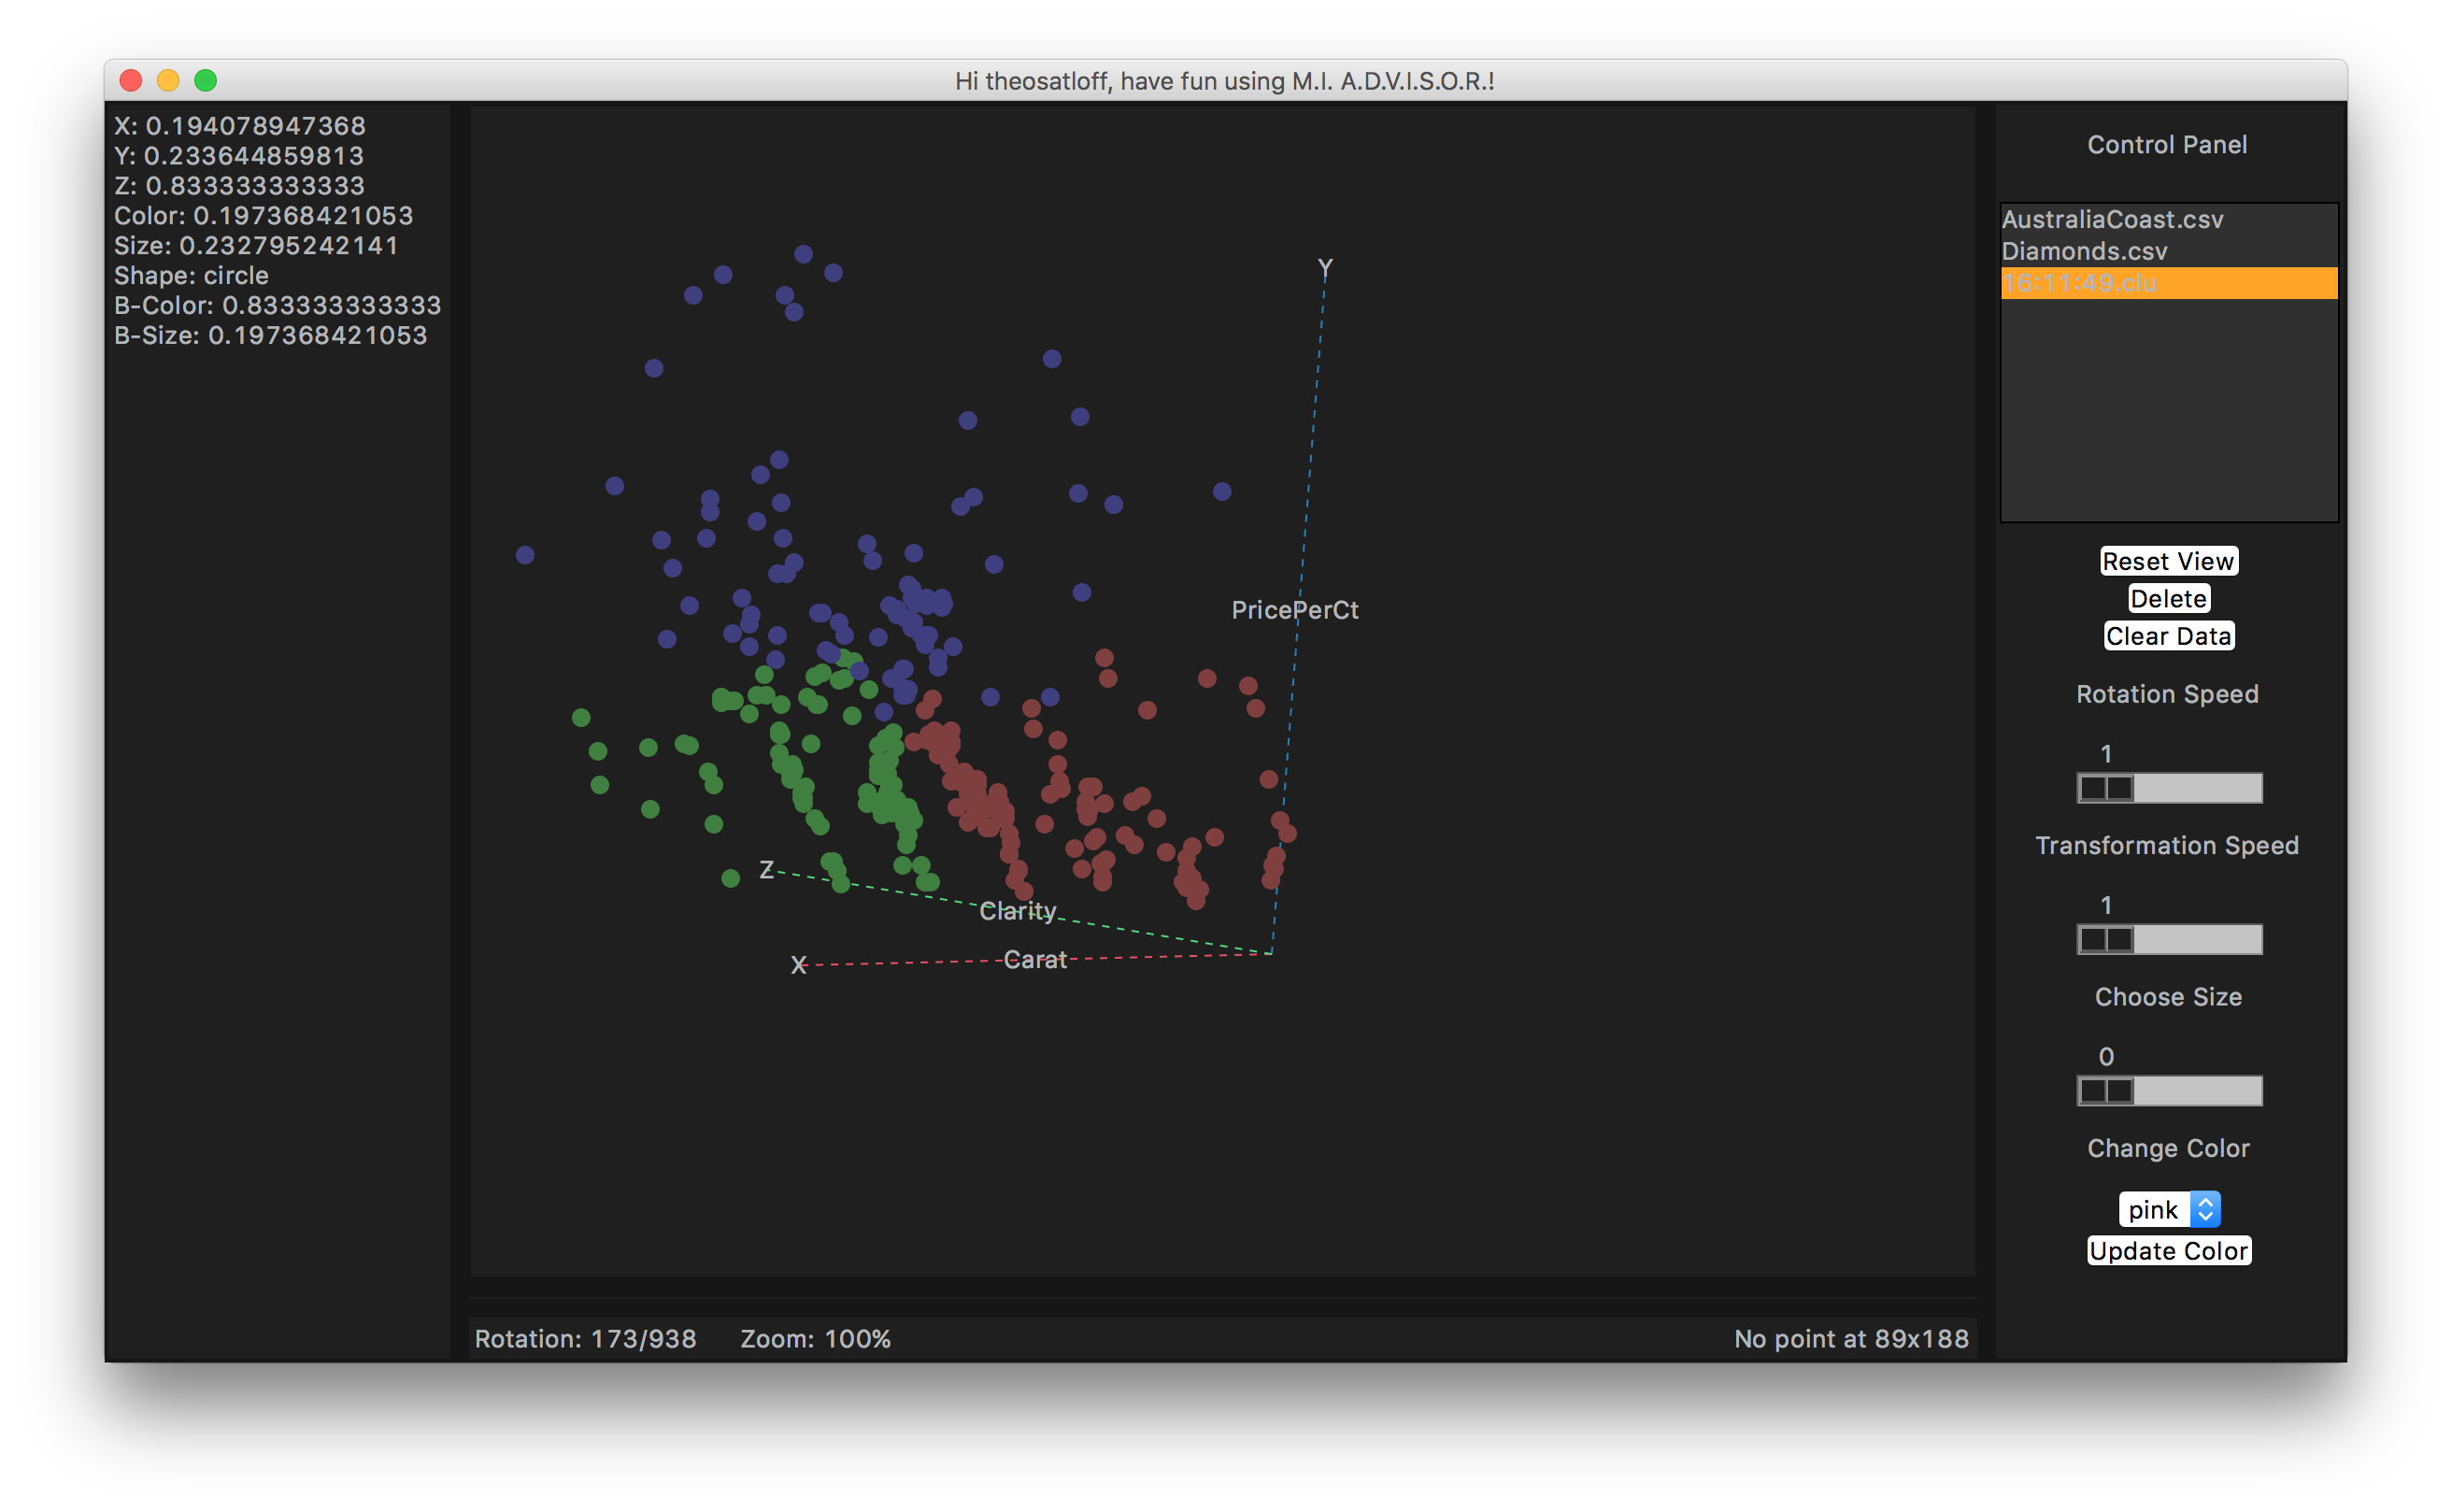 Hi theosatloff, have fun using M.I. A.D.V.I.S.O.R.!
X: 0.194078947368
Y: 0.233644859813
Z: 0.833333333333
Color: 0.197368421053
Size: 0.232795242141
Shape: circle
B-Color: 0.833333333333
B-Size: 0.197368421053
Y
PricePerCt
Z
Clarity
X
Carat
Rotation: 173/938
Zoom: 100%
No point at 89x188
Control Panel
AustraliaCoast.csv
Diamonds.csv
16:11:49.clu
Reset View
Delete
Clear Data
Rotation Speed
1
Transformation Speed
1
Choose Size
0
Change Color
pink
Update Color